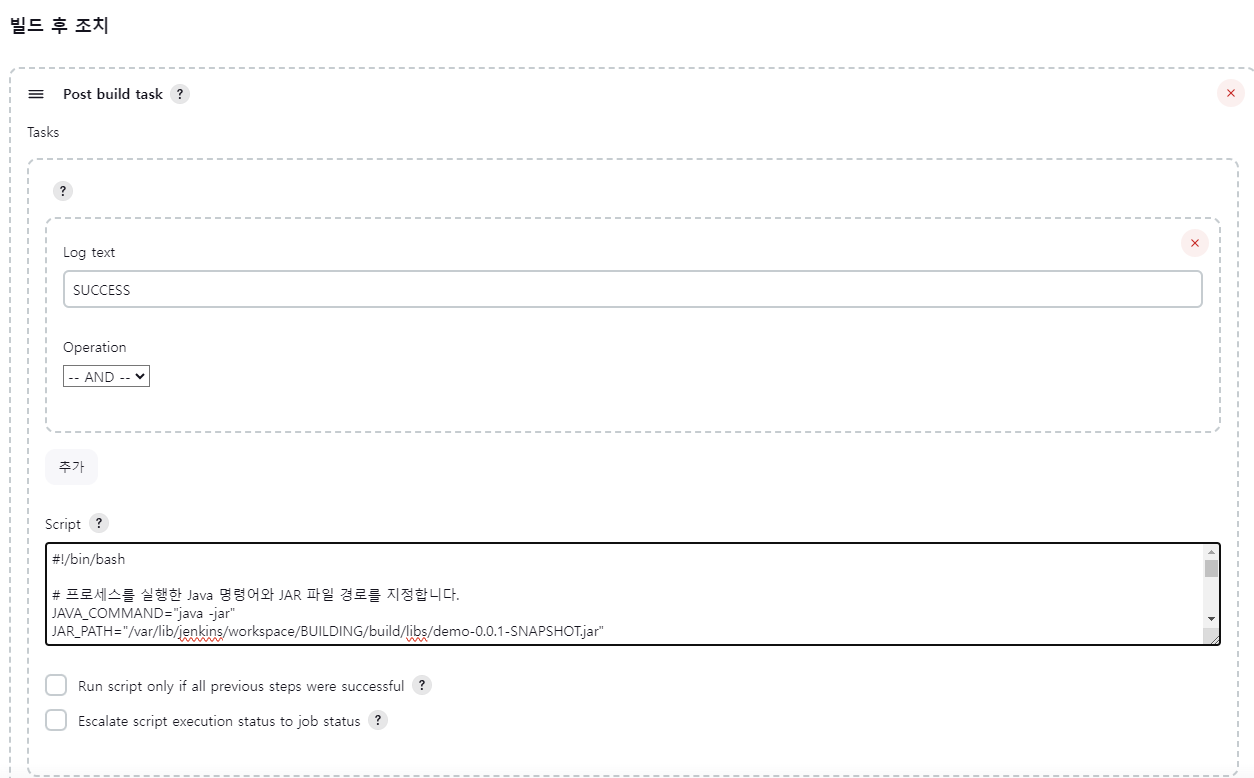 빌드 후 조치
Post build task ?
Tasks
?
Log text
SUCCESS
Operation
-- AND --
추가
Script ?
#!/bin/bash
# 프로세스를 실행한 Java 명령어와 JAR 파일 경로를 지정합니다.
JAVA_COMMAND="java -jar"
JAR_PATH="/var/lib/jenkins/workspace/BUILDING/build/libs/demo-0.0.1-SNAPSHOT.jar"
Run script only if all previous steps were successful ?
Escalate script execution status to job status ?